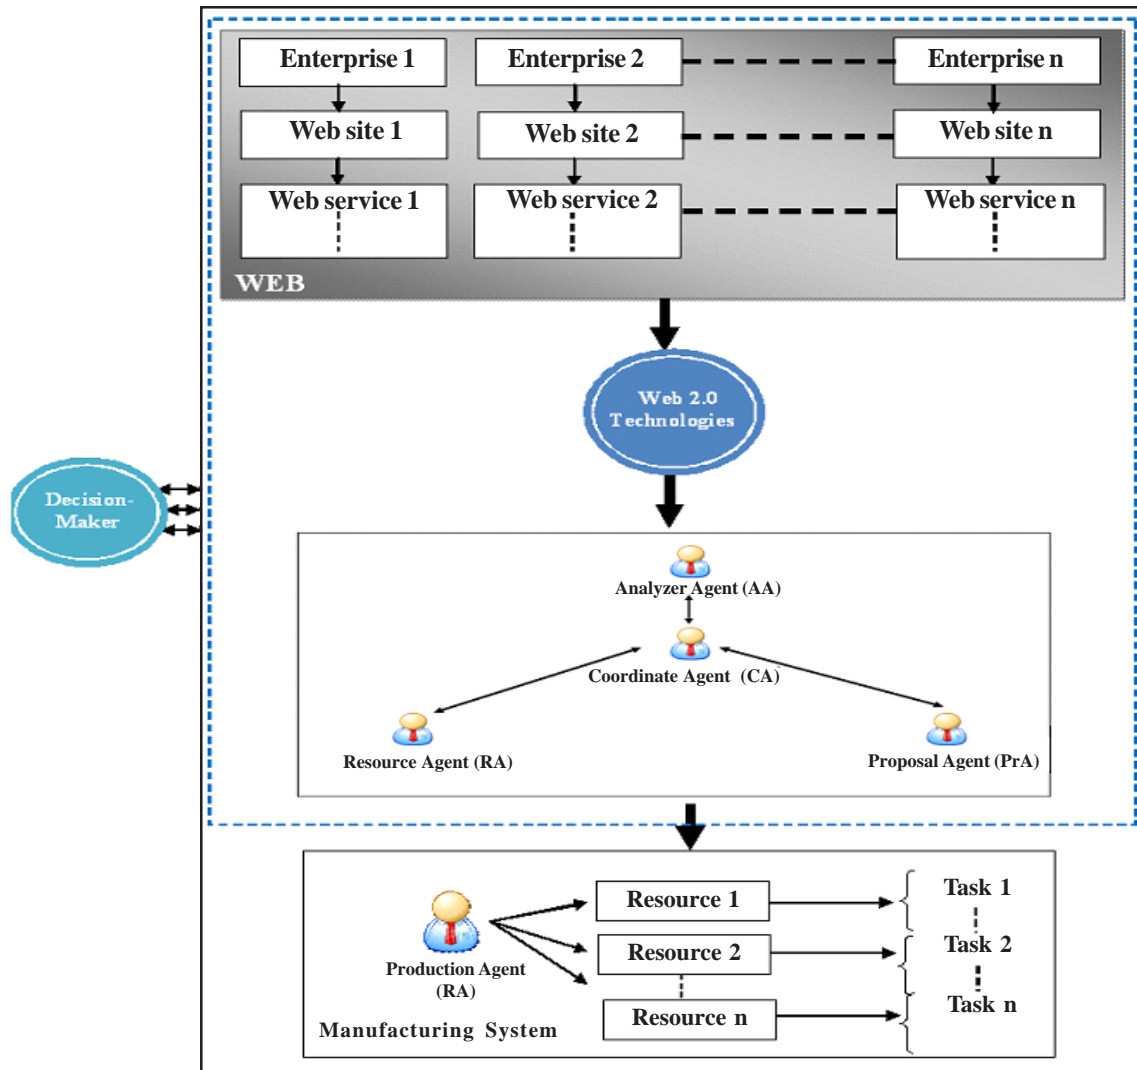 Enterprise 1
Enterprise 2
Enterprise n
Web site 1
Web site 2
Web site n
Web service 1
Web service 2
Web service n
WEB
Web 2.0
Technologies
Decision-
Maker
Analyzer Agent (AA)
Coordinate Agent (CA)
Resource Agent (RA)
Proposal Agent (PrA)
Production Agent
(RA)
Resource 1
Resource 2
Resource n
Task 1
Task 2
Task n
Manufacturing System